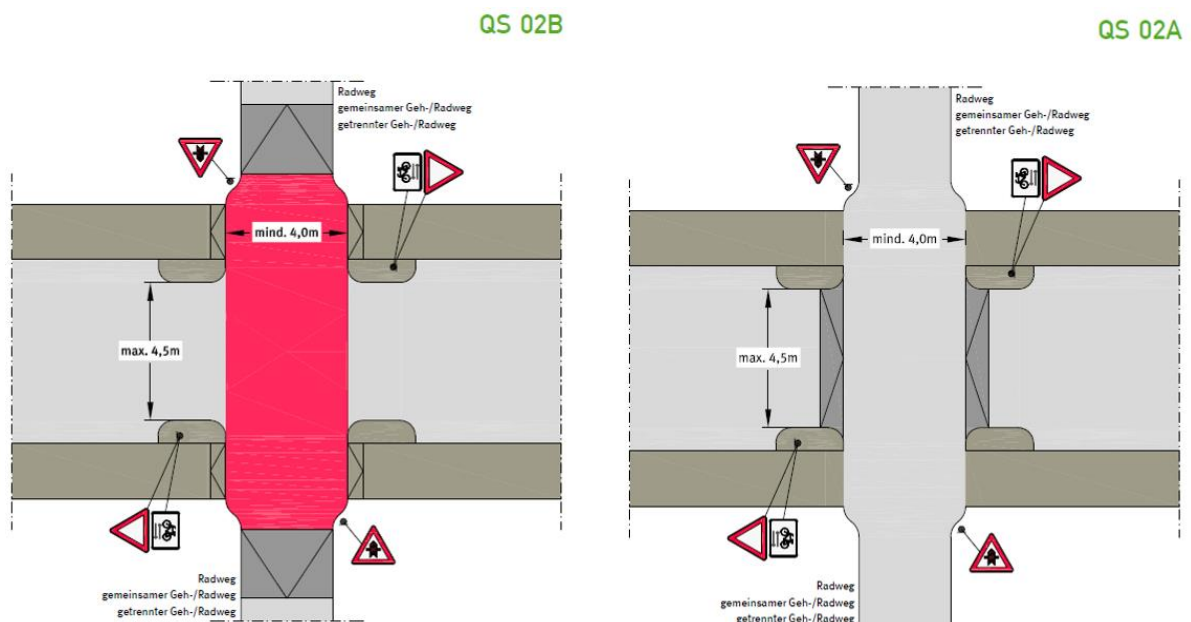 QS 02B
Radweg
gemeinsamer Geh-/Radweg
getrennter Geh-/Radweg
mind. 4,0m
max. 4,5m
Radweg
gemeinsamer Geh-/Radweg
getrennter Geh-/Radweg
QS 02A
Radweg
gemeinsamer Geh-/Radweg
getrennter Geh-/Radweg
mind. 4,0m
max. 4,5m
Radweg
gemeinsamer Geh-/Radweg
getrennter Geh-/Radweg